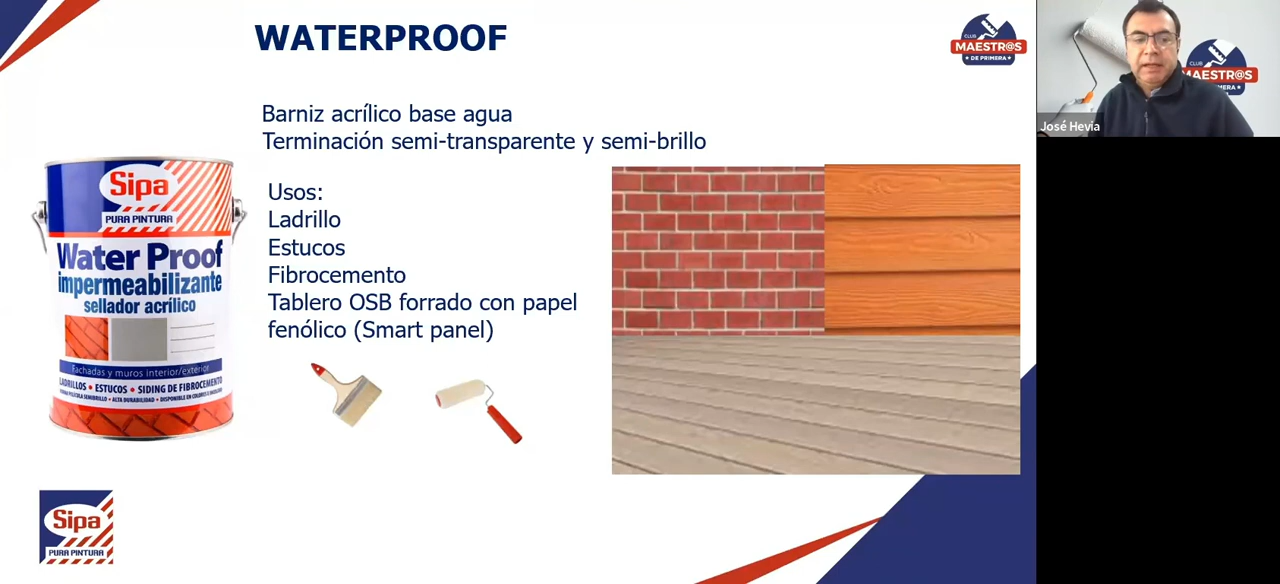 WATERPROOF
CLUB
MAESTR@S
DE PRIMERA
Barniz acrílico base agua
Terminación semi-transparente y semi-brillo
Usos:
Ladrillo
Estucos
Fibrocemento
Tablero OSB forrado con papel
fenólico (Smart panel)
Sipa
PURA PINTURA
Water Proof
impermeabilizante
sellador acrílico
Fachadas y muros interior/exterior
LADRILLOS • ESTUCOS • SIDING DE FIBROCEMENTO
Sipa
PURA PINTURA
CLUB
MAESTR@S
José Hevia